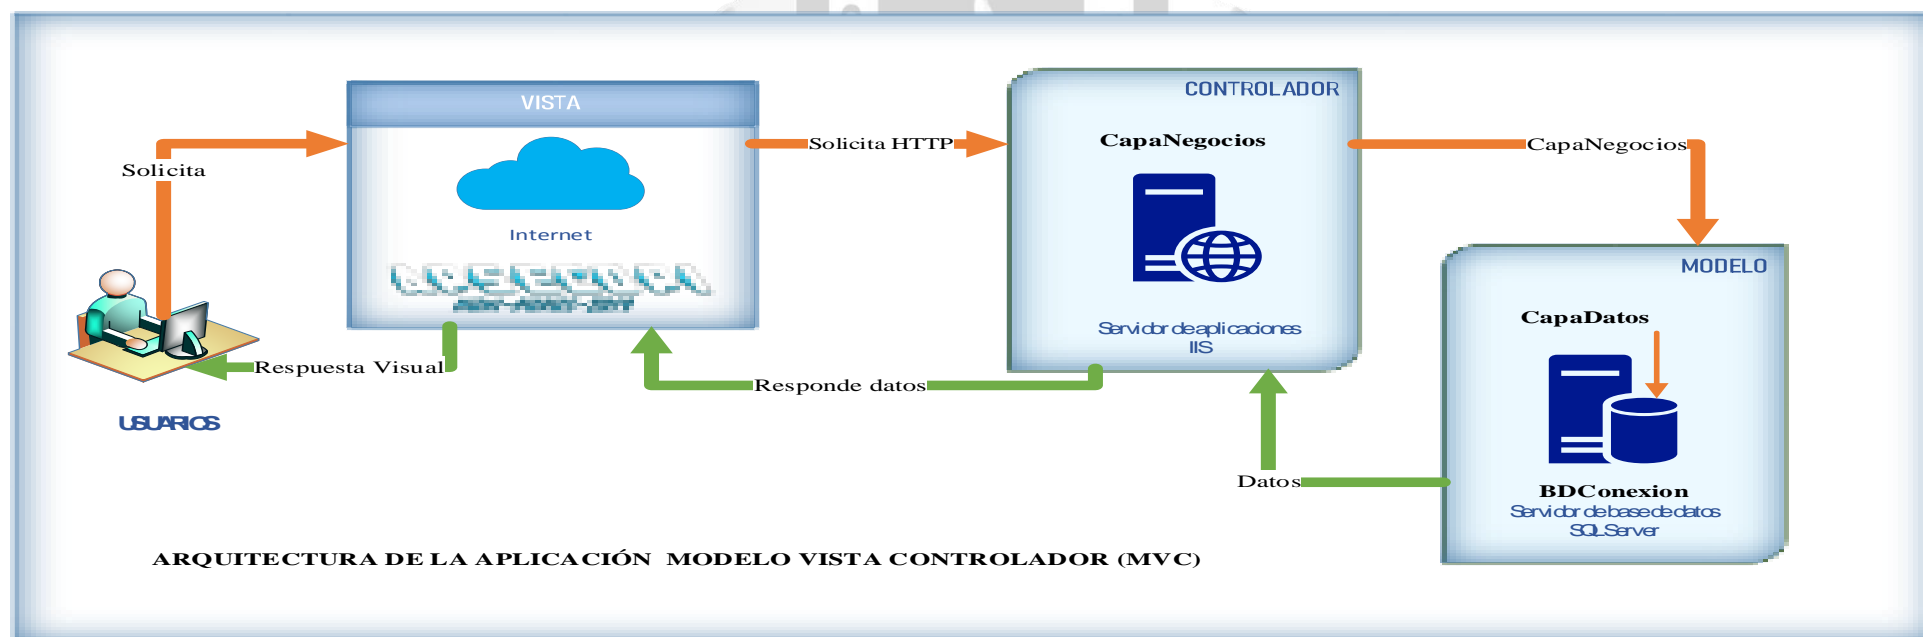 VISTA
CONTROLADOR
Solicita
Solicita HTTP
CapaNegocios
CapaNegocios
Internet
MODELO
CapaDatos
Servidor de aplicaciones
IIS
Respuesta Visual
Responde datos
USUARIOS
Datos
BDConexion
Servidor de base de datos
SQLServer
ARQUITECTURA DE LA APLICACIÓN MODELO VISTA CONTROLADOR (MVC)